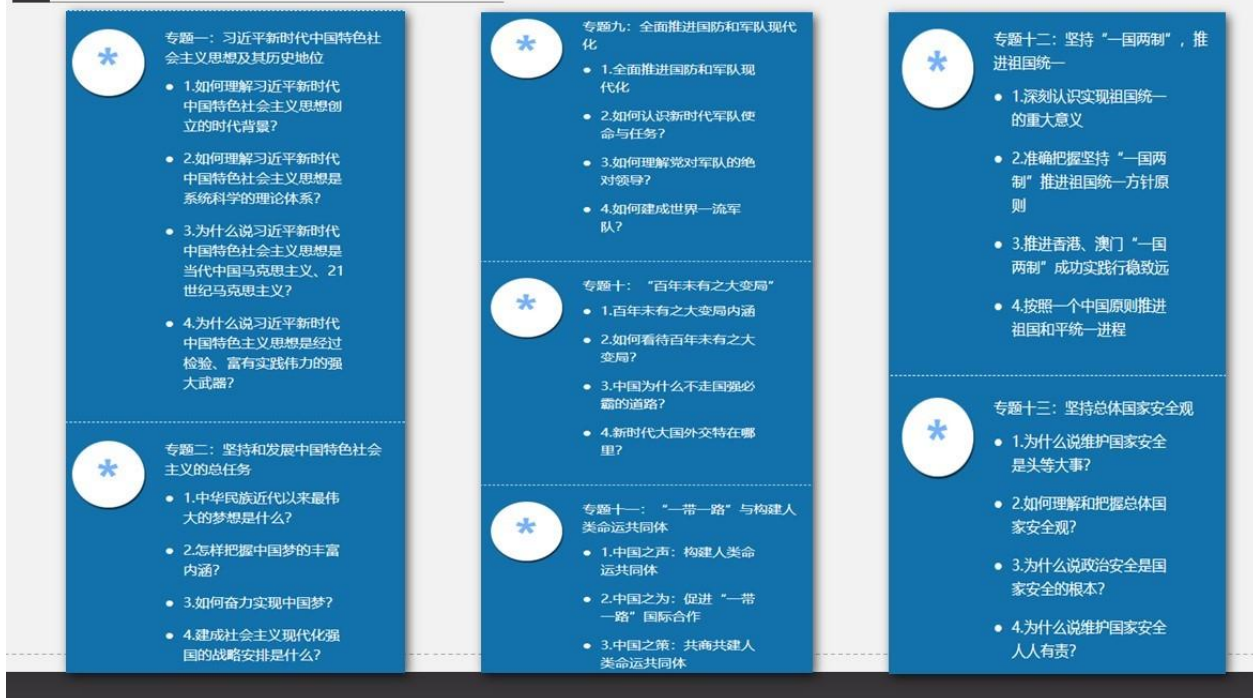 专题一：习近平新时代中国特色社
会主义思想及其历史地位
1.如何理解习近平新时代
中国特色社会主义思想创
立的时代背景？
2.如何理解习近平新时代
中国特色社会主义思想是
系统科学的理论体系？
3.为什么说习近平新时代
中国特色社会主义思想是
当代中国马克思主义、21
世纪马克思主义？
4.为什么说习近平新时代
中国特色主义思想是经过
检验、富有实践伟力的强
大武器？
专题二：坚持和发展中国特色社会
主义的总任务
1.中华民族近代以来最伟
大的梦想是什么？
2.怎样把握中国梦的丰富
内涵？
3.如何奋力实现中国梦？
4.建成社会主义现代化强
国的战略安排是什么？
专题九：全面推进国防和军队现代
化
1.全面推进国防和军队现
代化
2.如何认识新时代军队使
命与任务？
3.如何理解党对军队的绝
对领导？
4.如何建成世界一流军
队？
专题十：“百年未有之大变局”
1.百年未有之大变局内涵
2.如何看待百年未有之大
变局？
3.中国为什么不走国强必
霸的道路？
4.新时代大国外交特在哪
里？
专题十一：“一带一路”与构建人
类命运共同体
1.中国之声：构建人类命
运共同体
2.中国之为：促进“一带
一路”国际合作
3.中国之策：共商共建人
类命运共同体
专题十二：坚持“一国两制”，推
进祖国统一
1.深刻认识实现祖国统一
的重大意义
2.准确把握坚持“一国两
制”推进祖国统一方针原
则
3.推进香港、澳门“一国
两制”成功实践行稳致远
4.按照一个中国原则推进
祖国和平统一进程
专题十三：坚持总体国家安全观
1.为什么说维护国家安全
是头等大事？
2.如何理解和把握总体国
家安全观？
3.为什么说政治安全是国
家安全的根本？
4.为什么说维护国家安全
人人有责？